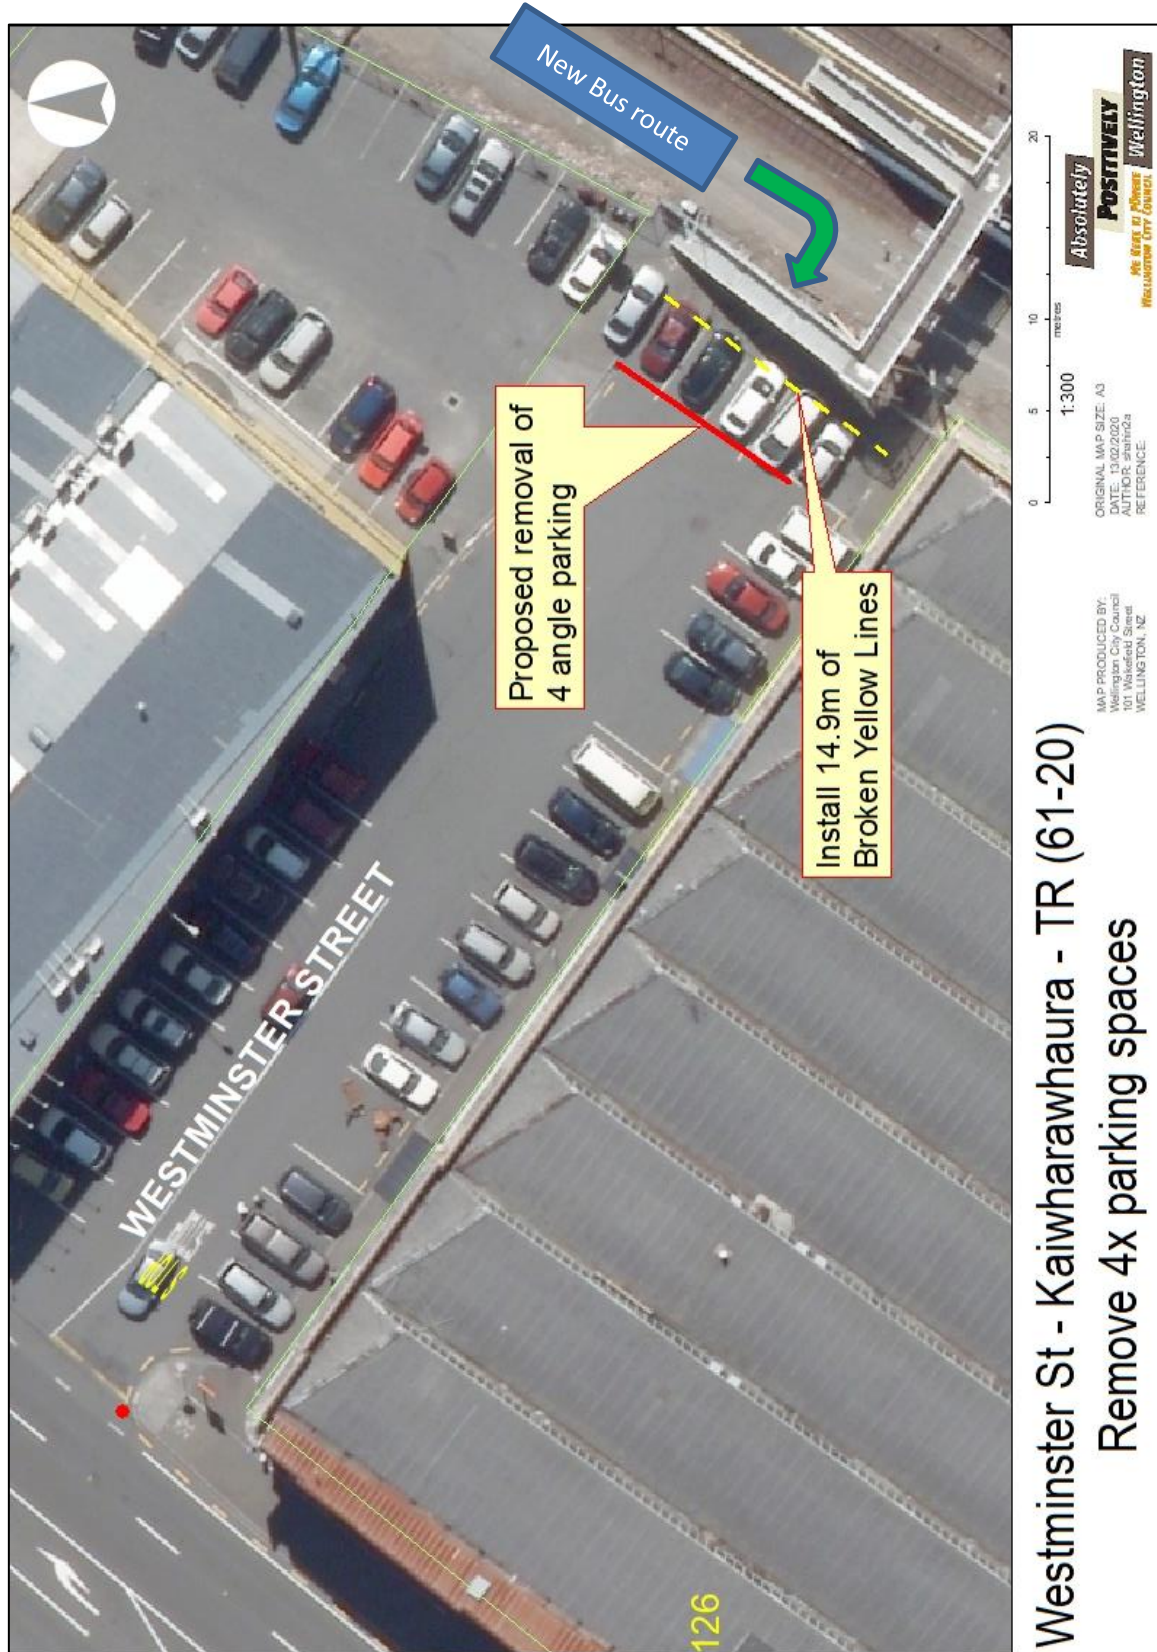 New Bus route
Proposed removal of
4 angle parking
WESTMINSTER STREET
Install 14.9m of
Broken Yellow Lines
126
Westminster St - Kaiwharawhaura - TR (61-20)
Remove 4x parking spaces
MAP PRODUCED BY:
Wellington City Council
101 Wakefield Street
WELLINGTON, NZ
ORIGINAL MAP SIZE: A3
DATE: 13/02/2020
AUTHOR: shahin2a
REFERENCE:
0 5 10 20
metres
1:300
Absolutely
POSITIVELY
ME HEKE KI PŌNEKE
WELLINGTON CITY COUNCIL
Wellington